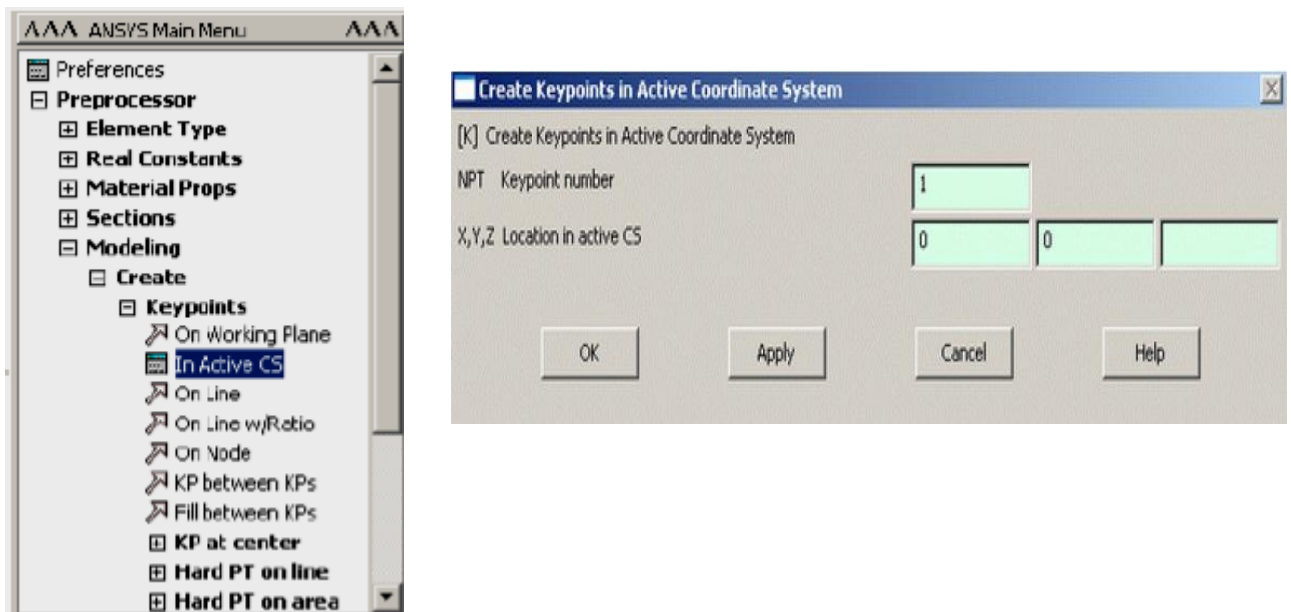 ANSYS Main Menu
Preferences
Preprocessor
Element Type
Real Constants
Material Props
Sections
Modeling
Create
Keypoints
On Working Plane
In Active CS
On Line
On Line w/Ratio
On Node
KP between KPs
Fill between KPs
KP at center
Hard PT on line
Hard PT on area
Create Keypoints in Active Coordinate System
[K] Create Keypoints in Active Coordinate System
NPT Keypoint number 1
X,Y,Z Location in active CS 0 0
OK Apply Cancel Help